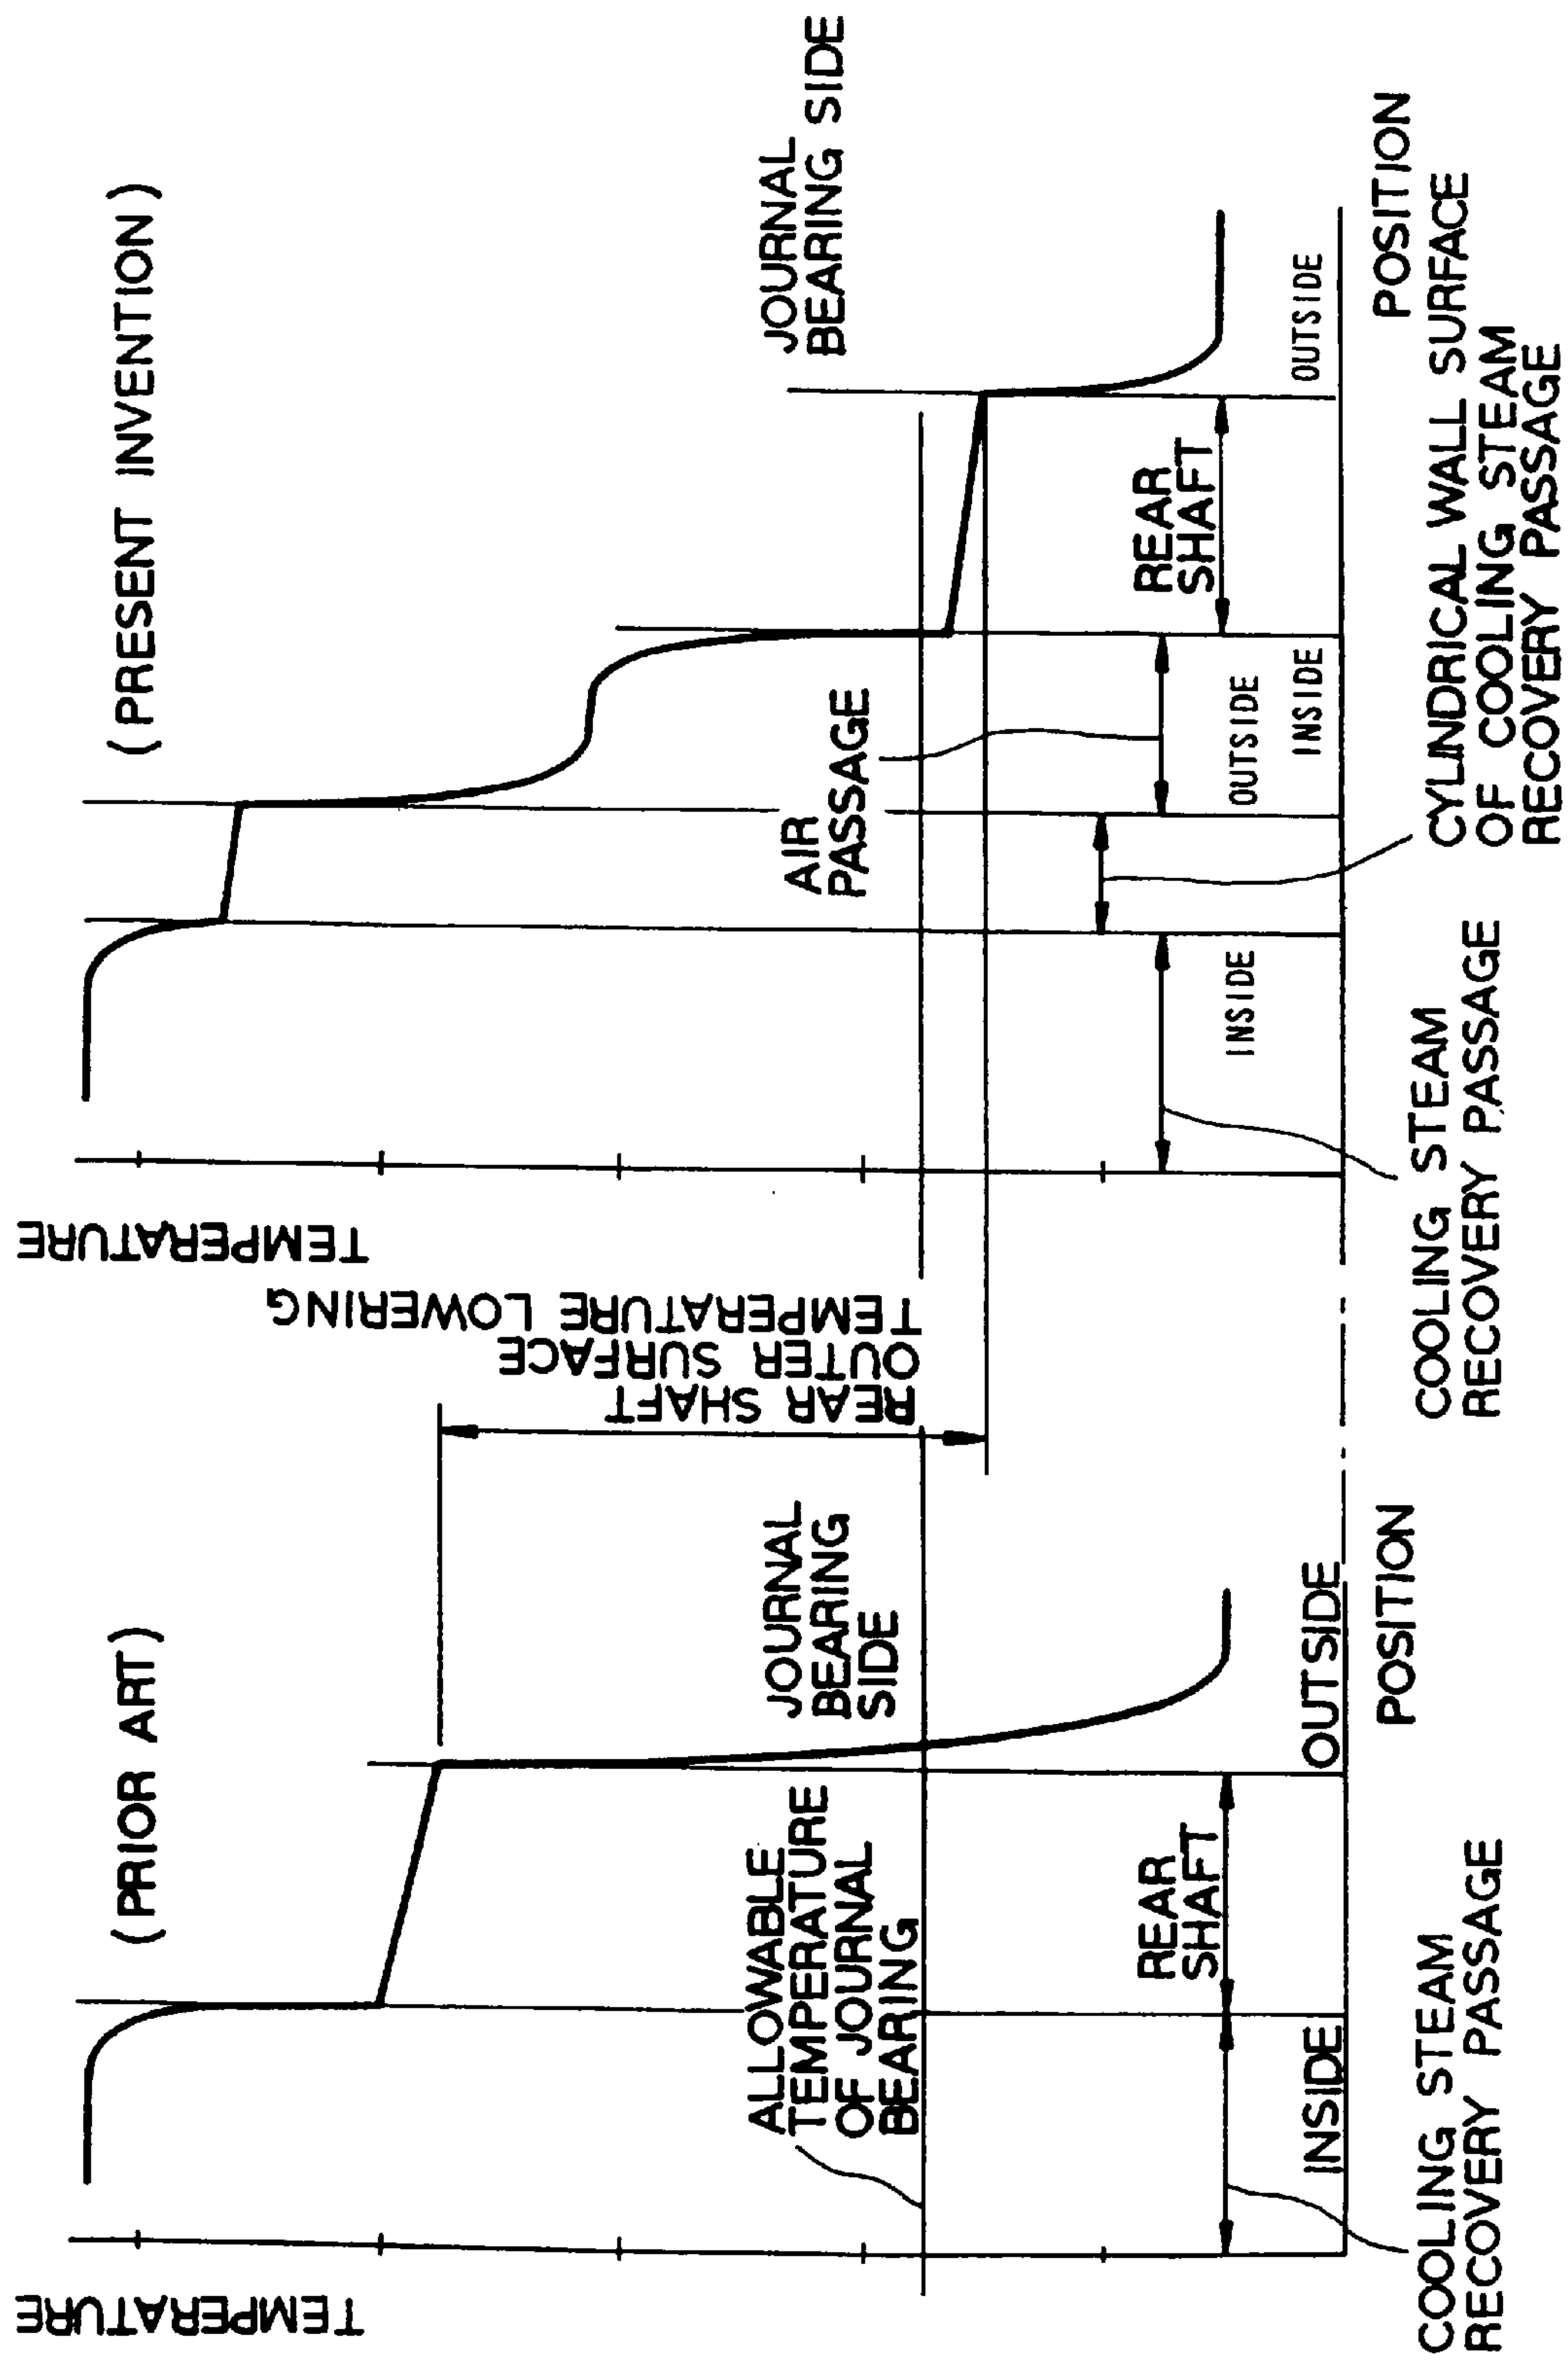 (PRIOR ART)
TEMPERATURE
ALLOWABLE
TEMPERATURE
OF JOURNAL
BEARING
JOURNAL
BEARING
SIDE
REAR
SHAFT
INSIDE
OUTSIDE
POSITION
COOLING STEAM
RECOVERY PASSAGE
REAR SHAFT
OUTER SURFACE
TEMPERATURE LOWERING
(PRESENT INVENTION)
TEMPERATURE
AIR
PASSAGE
JOURNAL
BEARING SIDE
REAR
SHAFT
INSIDE
OUTSIDE
INSIDE
OUTSIDE
POSITION
COOLING STEAM
RECOVERY PASSAGE
CYLINDRICAL WALL SURFACE
OF COOLING STEAM
RECOVERY PASSAGE